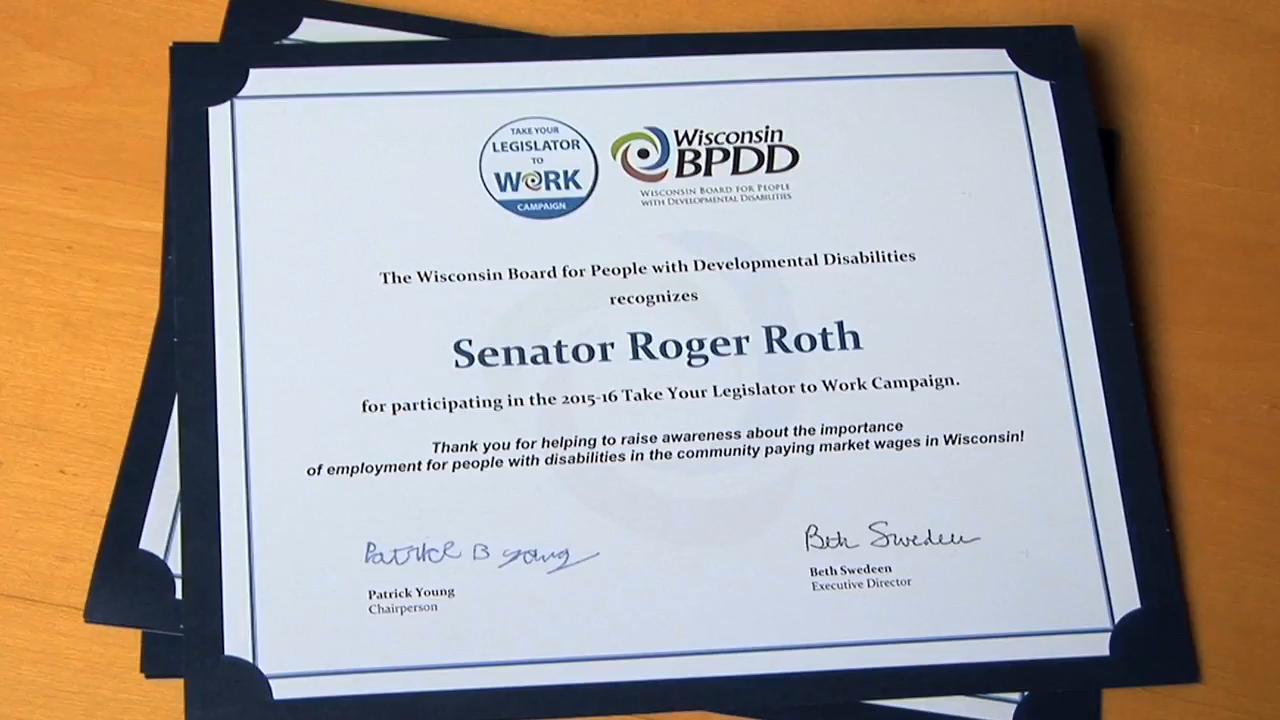 TAKE YOUR
LEGISLATOR
TO
WORK
CAMPAIGN
Wisconsin
BPDD
WISCONSIN BOARD FOR PEOPLE
WITH DEVELOPMENTAL DISABILITIES
The Wisconsin Board for People with Developmental Disabilities
recognizes
Senator Roger Roth
for participating in the 2015-16 Take Your Legislator to Work Campaign.
Thank you for helping to raise awareness about the importance
of employment for people with disabilities in the community paying market wages in Wisconsin!
Patrick B Young
Beth Swedeen
Patrick Young
Chairperson
Beth Swedeen
Executive Director